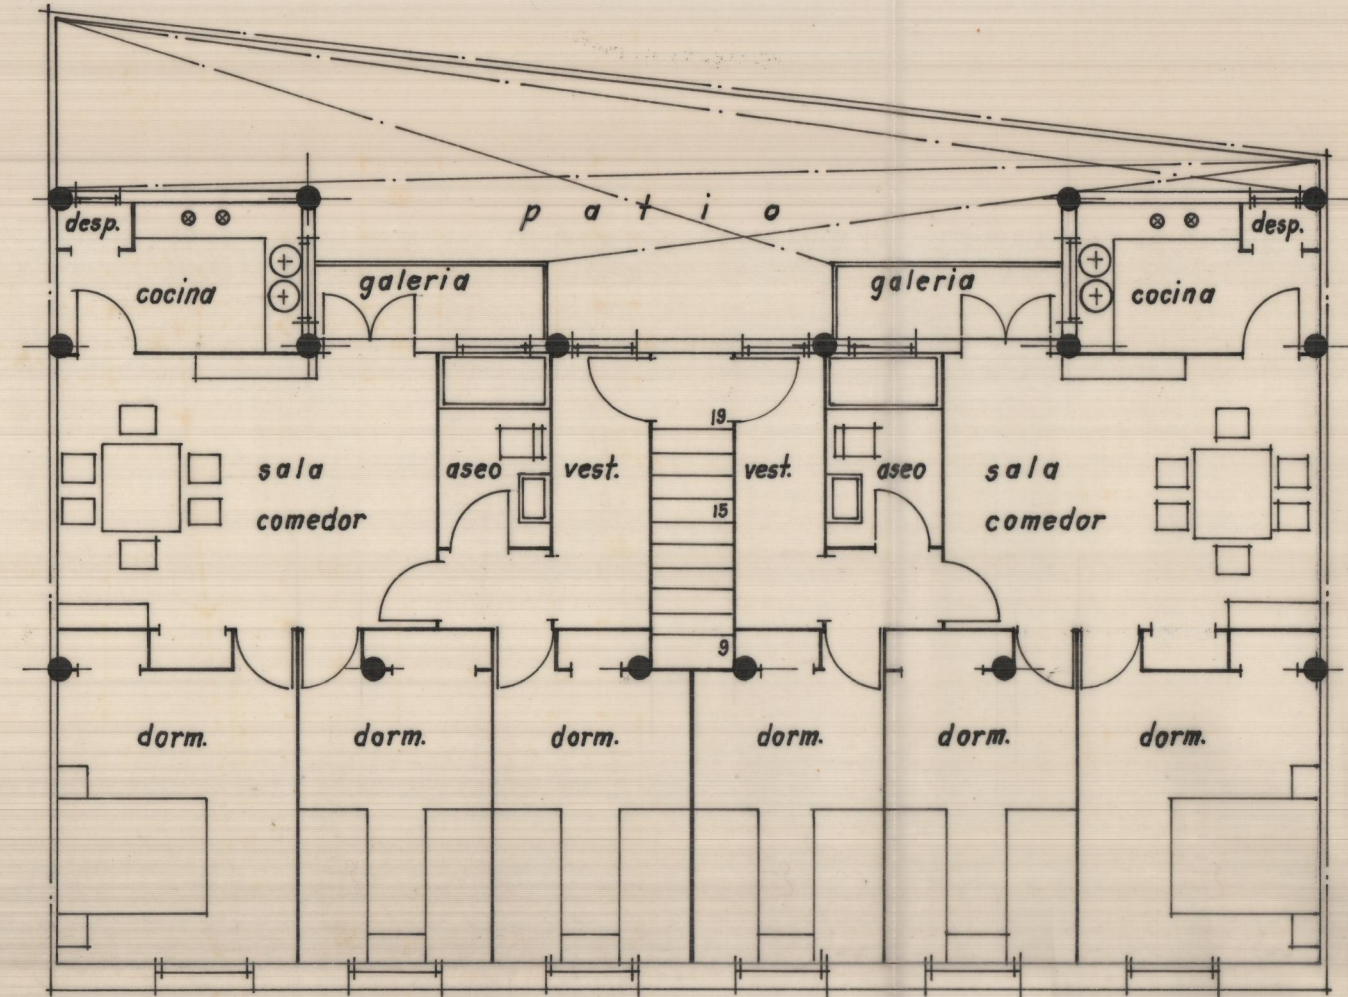 patio
desp.
desp.
galeria
galeria
cocina
cocina
19
sala
comedor
aseo
vest.
vest.
aseo
sala
comedor
15
9
dorm.
dorm.
dorm.
dorm.
dorm.
dorm.